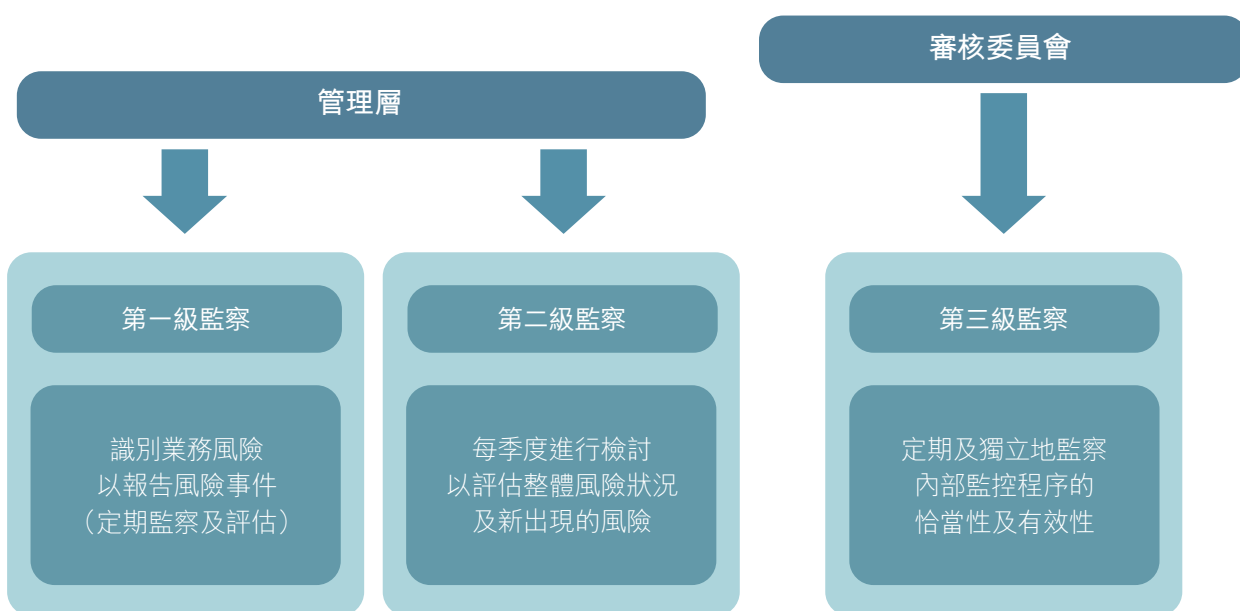 審核委員會
管理層
第一級監察
識別業務風險
以報告風險事件
（定期監察及評估）
第二級監察
每季度進行檢討
以評估整體風險狀況
及新出現的風險
第三級監察
定期及獨立地監察
內部監控程序的
恰當性及有效性